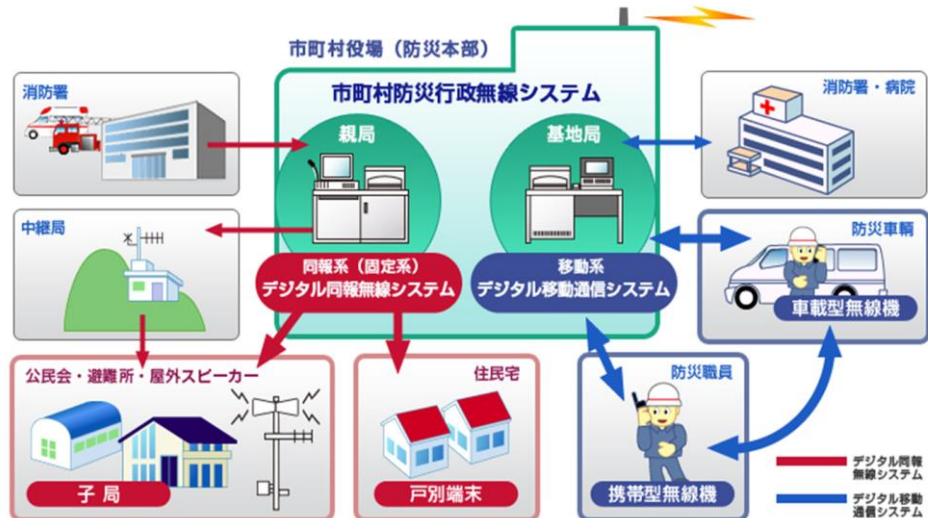 市町村役場（防災本部）
市町村防災行政無線システム
消防署
親局
基地局
消防署・病院
中継局
防災車輌
同報系（固定系）
デジタル同報無線システム
移動系
デジタル移動通信システム
車載型無線機
公民会・避難所・屋外スピーカー
住民宅
防災職員
子局
戸別端末
携帯型無線機
デジタル同報
無線システム
デジタル移動
通信システム